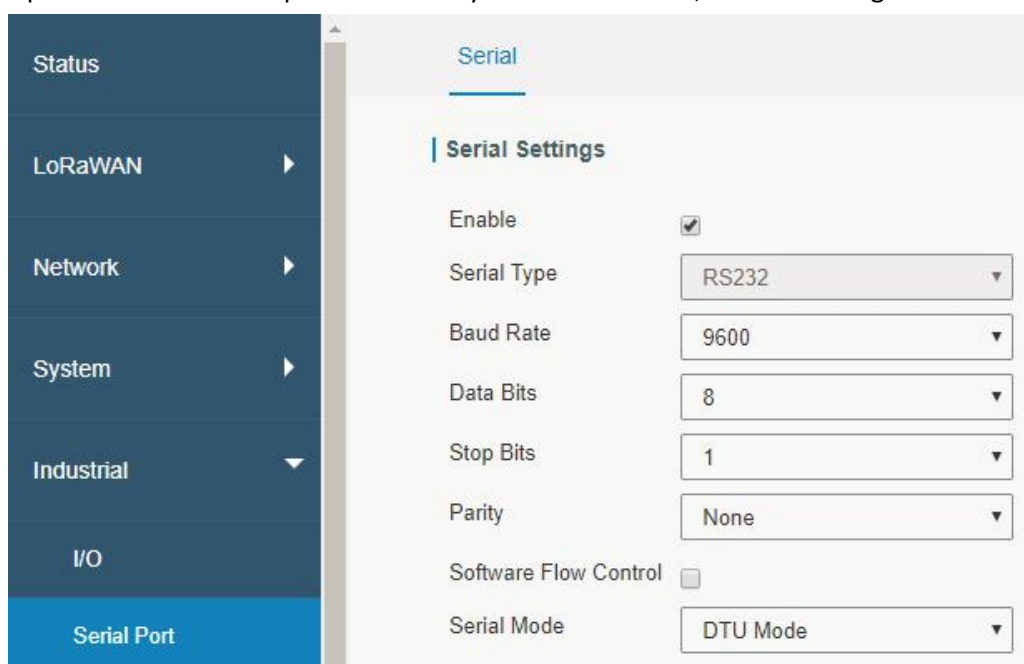 Status
LoRaWAN
Network
System
Industrial
I/O
Serial Port
Serial
Serial Settings
Enable
Serial Type RS232
Baud Rate 9600
Data Bits 8
Stop Bits 1
Parity None
Software Flow Control
Serial Mode DTU Mode